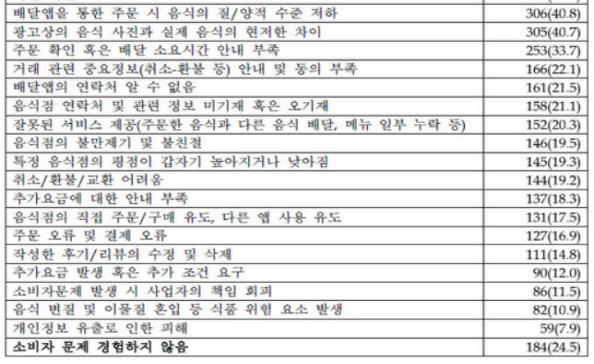 배달앱을 통한 주문 시 음식의 질/양적 수준 저하 306(40.8)
광고상의 음식 사진과 실제 음식의 현저한 차이 305(40.7)
주문 확인 혹은 배달 소요시간 안내 부족 253(33.7)
거래 관련 중요정보(취소-환불 등) 안내 및 동의 부족 166(22.1)
배달앱의 연락처 알 수 없음 161(21.5)
음식점 연락처 및 관련 정보 미기재 혹은 오기재 158(21.1)
잘못된 서비스 제공(주문한 음식과 다른 음식 배달, 메뉴 일부 누락 등) 152(20.3)
음식점의 불만제기 및 불친절 146(19.5)
특정 음식점의 평점이 갑자기 높아지거나 낮아짐 145(19.3)
취소/환불/교환 어려움 144(19.2)
추가요금에 대한 안내 부족 137(18.3)
음식점의 직접 주문/구매 유도, 다른 앱 사용 유도 131(17.5)
주문 오류 및 결제 오류 127(16.9)
작성한 후기/리뷰의 수정 및 삭제 111(14.8)
추가요금 발생 혹은 추가 조건 요구 90(12.0)
소비자문제 발생 시 사업자의 책임 회피 86(11.5)
음식 변질 및 이물질 혼입 등 식품 위험 요소 발생 82(10.9)
개인정보 유출로 인한 피해 59(7.9)
소비자 문제 경험하지 않음 184(24.5)